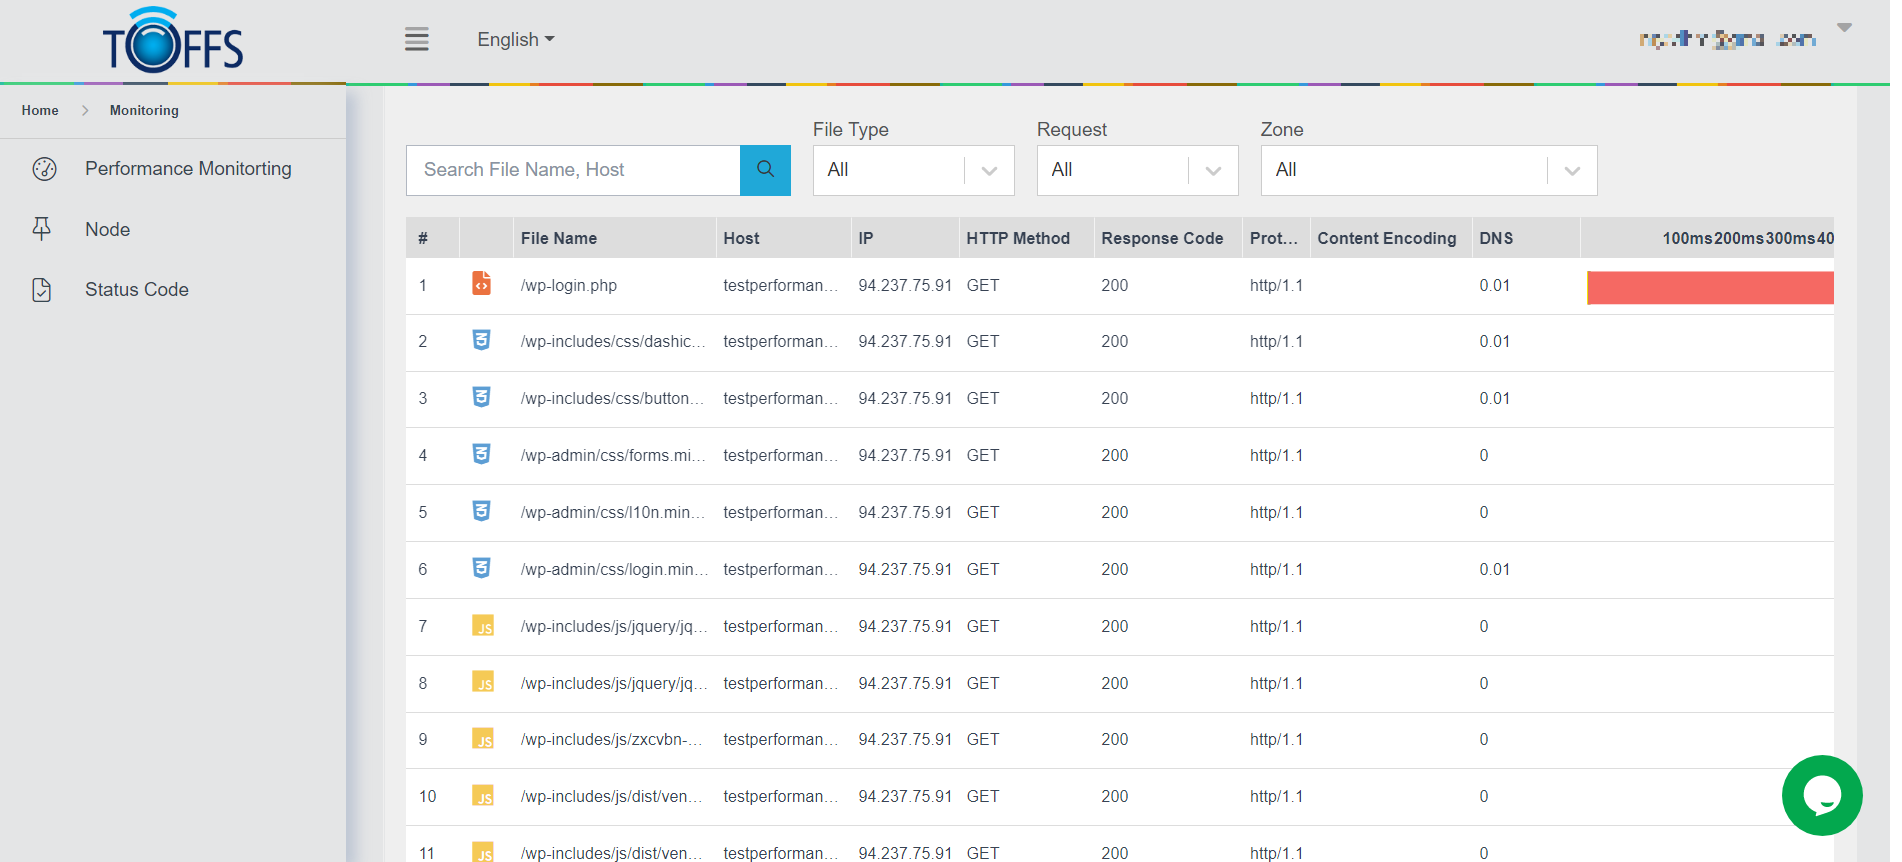 TOFFS
English
Home > Monitoring
Performance Monitorting
Node
Status Code
File Type
Request
Zone
Search File Name, Host
All
All
All
# File Name Host IP HTTP Method Response Code Prot... Content Encoding DNS 100ms200ms300ms40
1 /wp-login.php testperforman... 94.237.75.91 GET 200 http/1.1 0.01
2 /wp-includes/css/dashic... testperforman... 94.237.75.91 GET 200 http/1.1 0.01
3 /wp-includes/css/button... testperforman... 94.237.75.91 GET 200 http/1.1 0.01
4 /wp-admin/css/forms.mi... testperforman... 94.237.75.91 GET 200 http/1.1 0
5 /wp-admin/css/l10n.min... testperforman... 94.237.75.91 GET 200 http/1.1 0
6 /wp-admin/css/login.min... testperforman... 94.237.75.91 GET 200 http/1.1 0.01
7 JS /wp-includes/js/jquery/jq... testperforman... 94.237.75.91 GET 200 http/1.1 0
8 JS /wp-includes/js/jquery/jq... testperforman... 94.237.75.91 GET 200 http/1.1 0
9 JS /wp-includes/js/zxcvbn-... testperforman... 94.237.75.91 GET 200 http/1.1 0
10 JS /wp-includes/js/dist/ven... testperforman... 94.237.75.91 GET 200 http/1.1 0
11 JS /wp-includes/js/dist/ven... testperforman... 94.237.75.91 GET 200 http/1.1 0